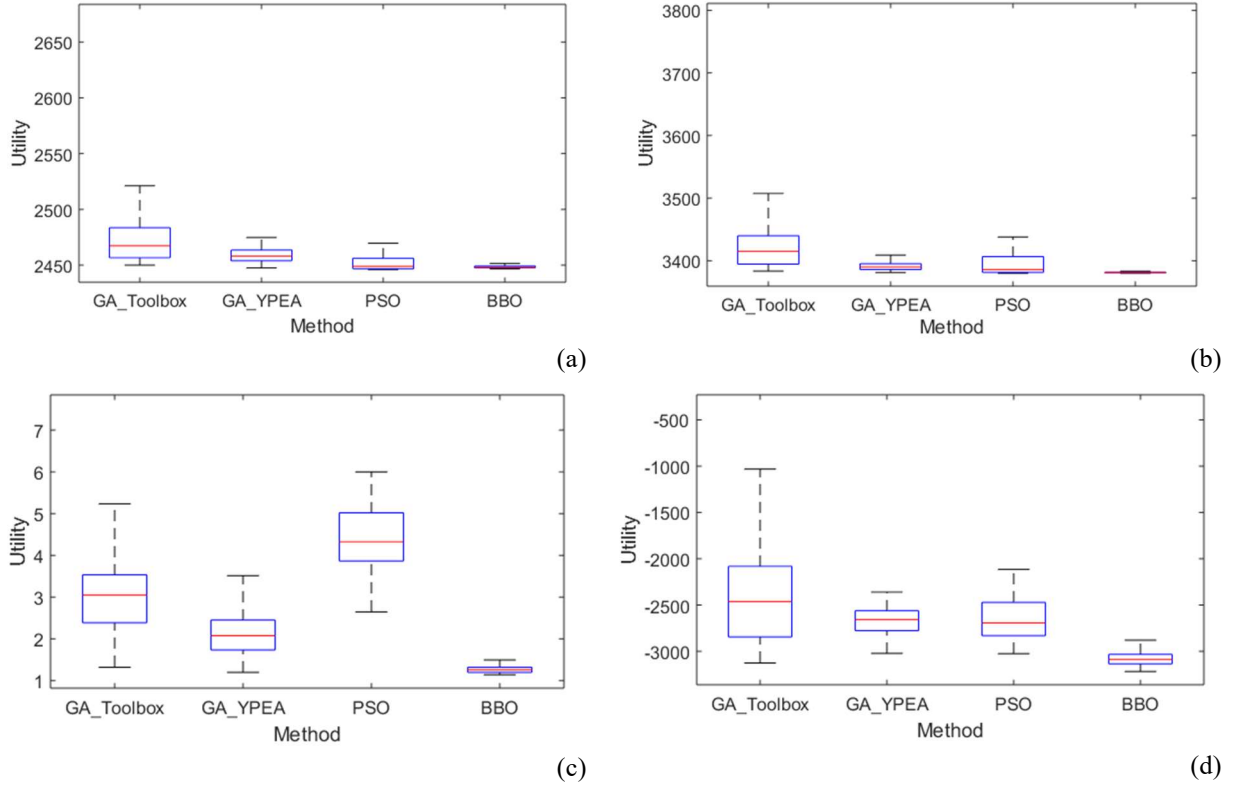 2650
2600
2550
2500
2450
Utility
GA_Toolbox GA_YPEA PSO BBO
Method
(a)
3800
3700
3600
3500
3400
Utility
GA_Toolbox GA_YPEA PSO BBO
Method
(b)
7
6
5
4
3
2
1
Utility
GA_Toolbox GA_YPEA PSO BBO
Method
(c)
-500
-1000
-1500
-2000
-2500
-3000
Utility
GA_Toolbox GA_YPEA PSO BBO
Method
(d)